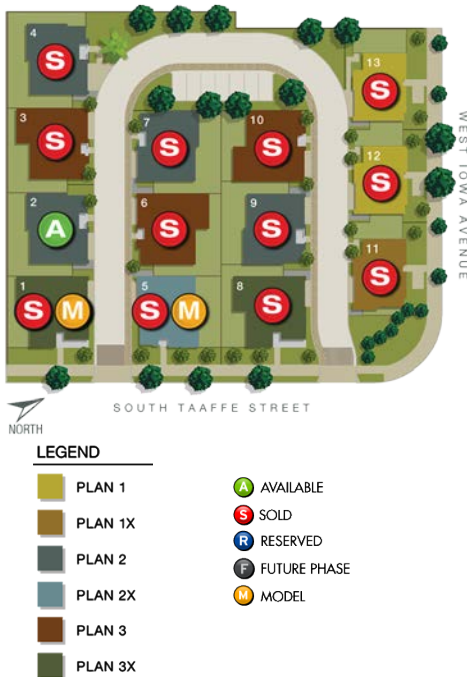 4
S
13
S
3
S
7
S
10
S
12
S
2
A
6
S
9
S
11
S
1
S M
5
S M
8
S
WEST IOWA AVENUE
SOUTH TAAFFE STREET
NORTH
LEGEND
PLAN 1
PLAN 1X
PLAN 2
PLAN 2X
PLAN 3
PLAN 3X
A AVAILABLE
S SOLD
R RESERVED
F FUTURE PHASE
M MODEL